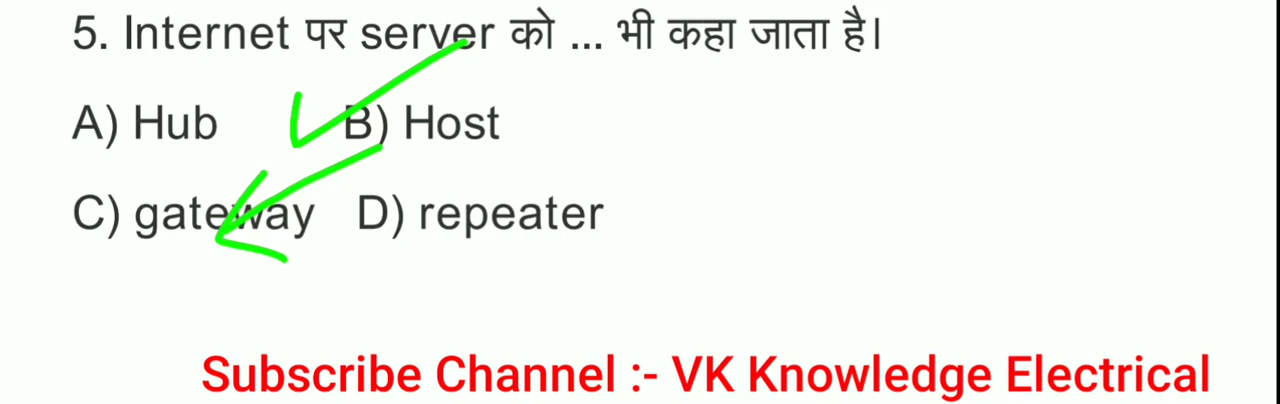 5. Internet पर server को ... भी कहा जाता है।
A) Hub B) Host
C) gateway D) repeater
Subscribe Channel :- VK Knowledge Electrical